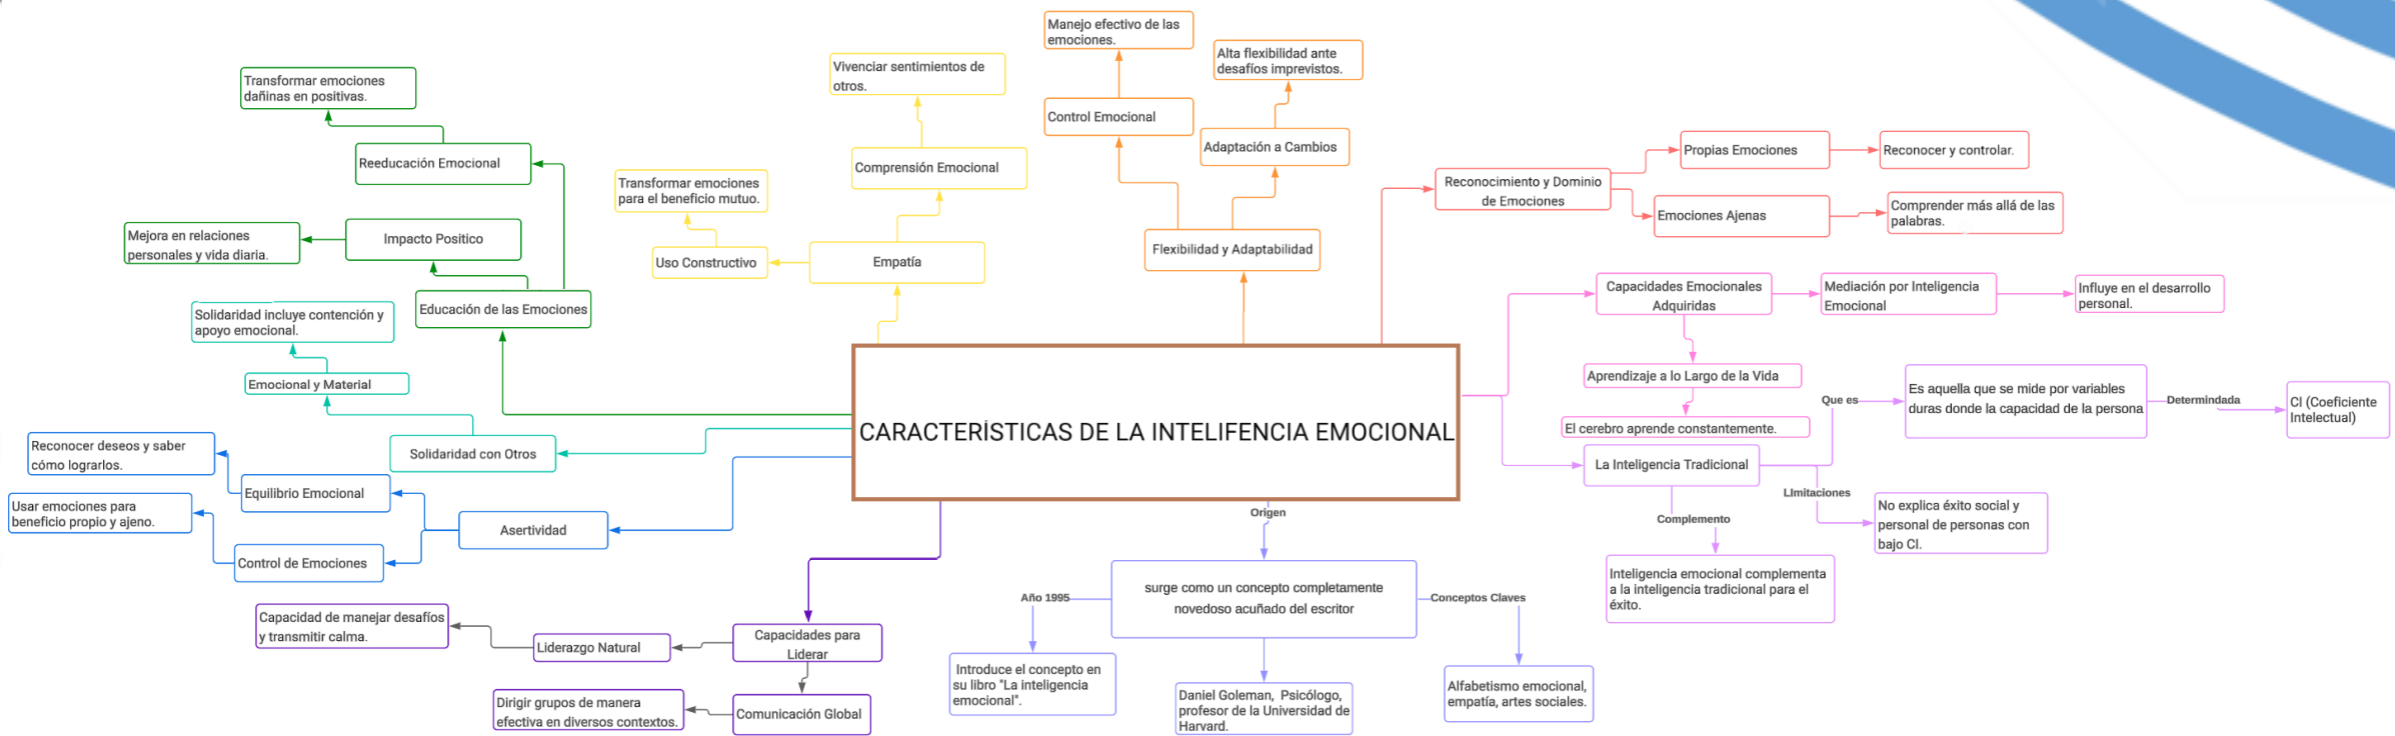 Manejo efectivo de las
emociones.
Alta flexibilidad ante
desafíos imprevistos.
Control Emocional
Adaptación a Cambios
Flexibilidad y Adaptabilidad
Vivenciar sentimientos de
otros.
Comprensión Emocional
Transformar emociones
para el beneficio mutuo.
Uso Constructivo
Empatía
Transformar emociones
dañinas en positivas.
Reeducación Emocional
Impacto Positico
Mejora en relaciones
personales y vida diaria.
Educación de las Emociones
Solidaridad incluye contención y
apoyo emocional.
Emocional y Material
Solidaridad con Otros
Reconocer deseos y saber
cómo lograrlos.
Equilibrio Emocional
Usar emociones para
beneficio propio y ajeno.
Asertividad
Control de Emociones
CARACTERÍSTICAS DE LA INTELIFENCIA EMOCIONAL
Reconocimiento y Dominio
de Emociones
Propias Emociones
Reconocer y controlar.
Emociones Ajenas
Comprender más allá de las
palabras.
Capacidades Emocionales
Adquiridas
Mediación por Inteligencia
Emocional
Influye en el desarrollo
personal.
Aprendizaje a lo Largo de la Vida
El cerebro aprende constantemente.
La Inteligencia Tradicional
Que es
Es aquella que se mide por variables
duras donde la capacidad de la persona
Determindada
CI (Coeficiente
Intelectual)
LImitaciones
No explica éxito social y
personal de personas con
bajo CI.
Complemento
Inteligencia emocional complementa
a la inteligencia tradicional para el
éxito.
Origen
surge como un concepto completamente
novedoso acuñado del escritor
Año 1995
Introduce el concepto en
su libro "La inteligencia
emocional".
Daniel Goleman, Psicólogo,
profesor de la Universidad de
Harvard.
Conceptos Claves
Alfabetismo emocional,
empatía, artes sociales.
Capacidades para
Liderar
Liderazgo Natural
Capacidad de manejar desafíos
y transmitir calma.
Comunicación Global
Dirigir grupos de manera
efectiva en diversos contextos.